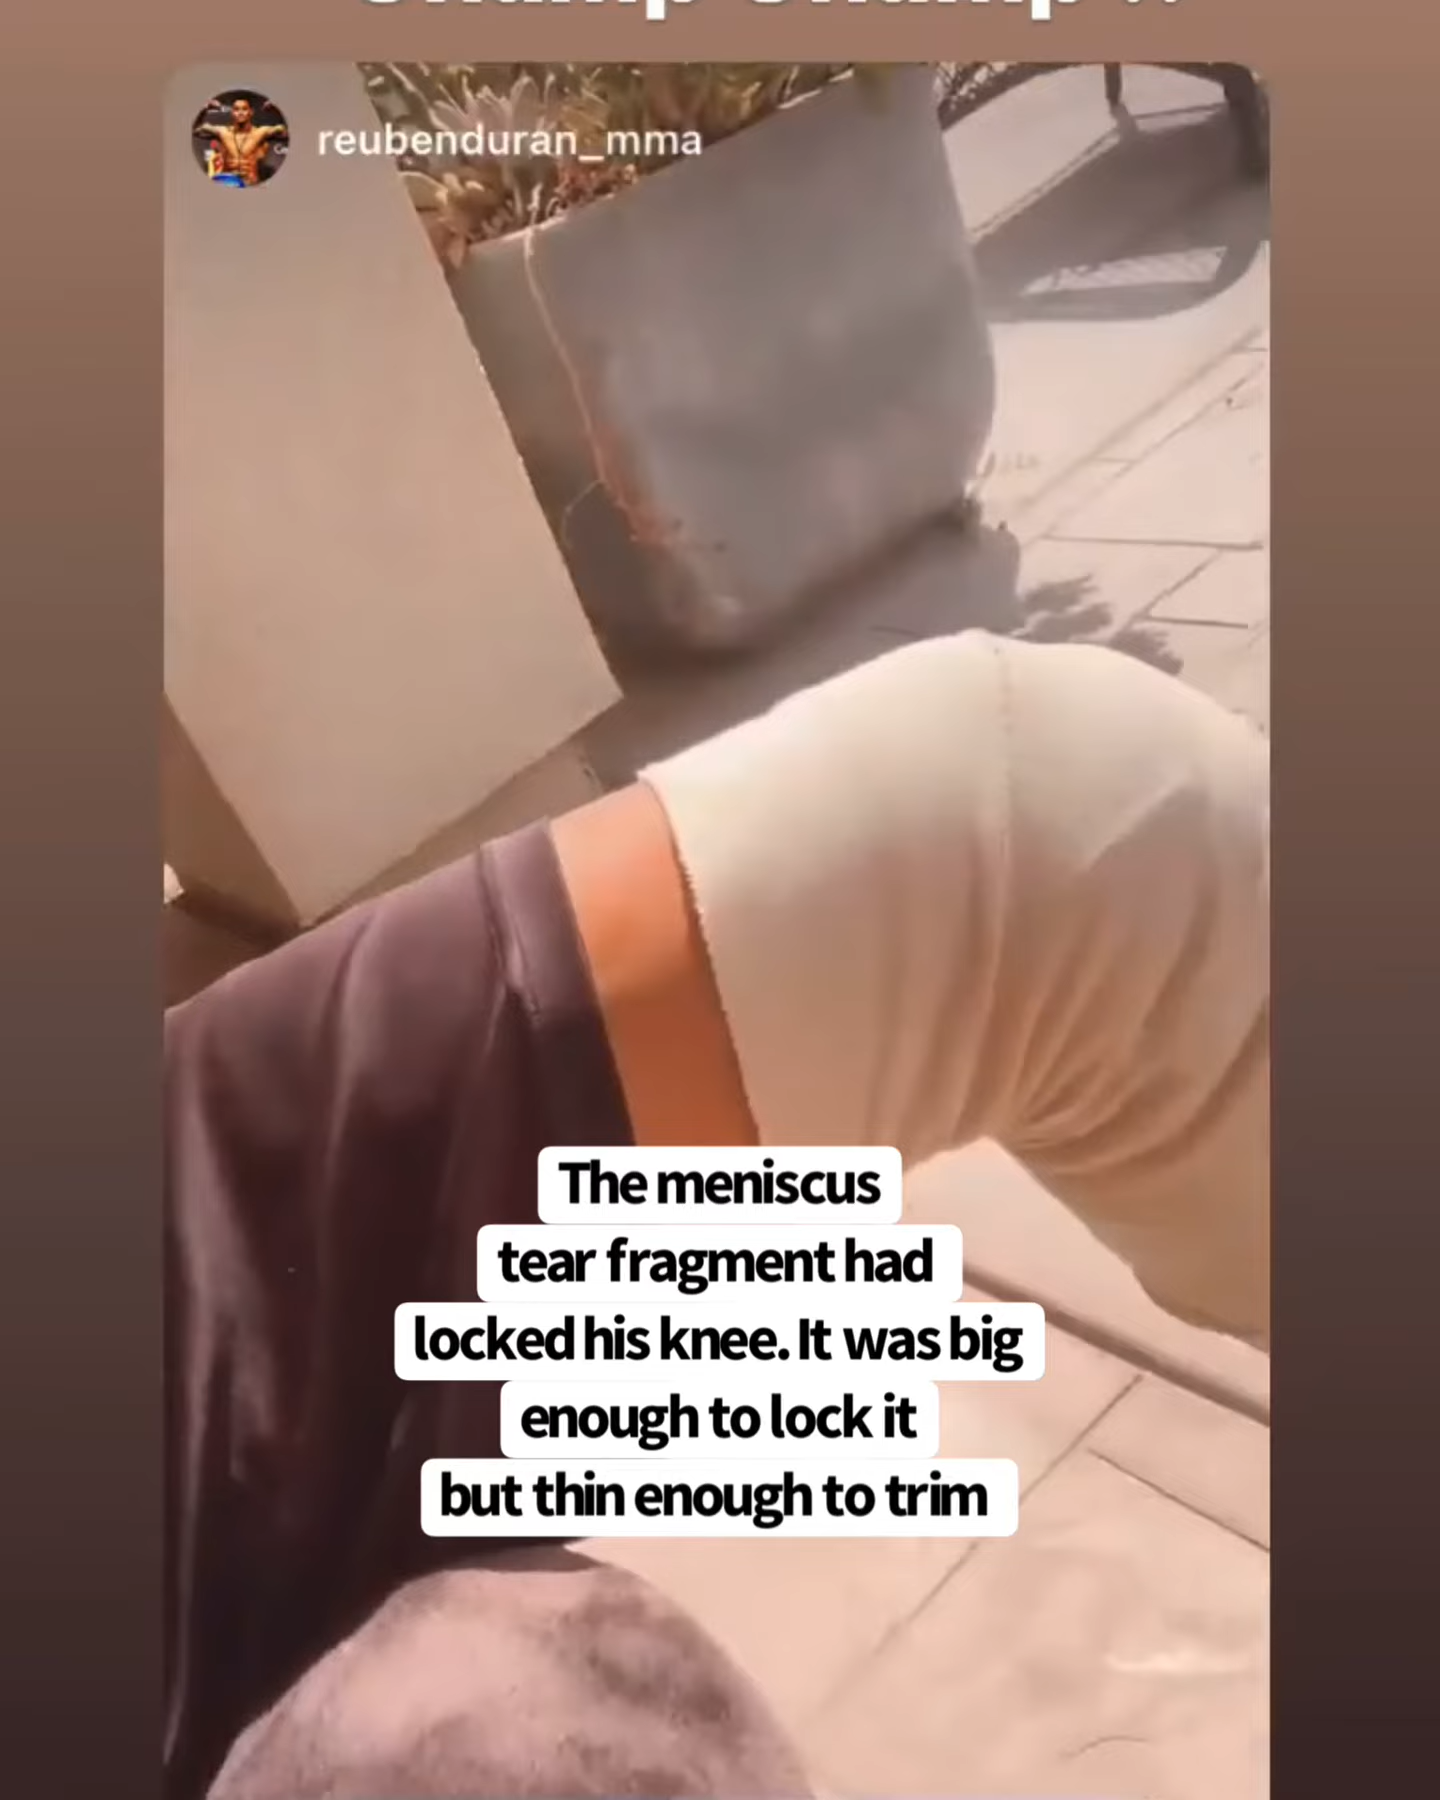 reubenduran_mma
The meniscus
tear fragment had
locked his knee. It was big
enough to lock it
but thin enough to trim